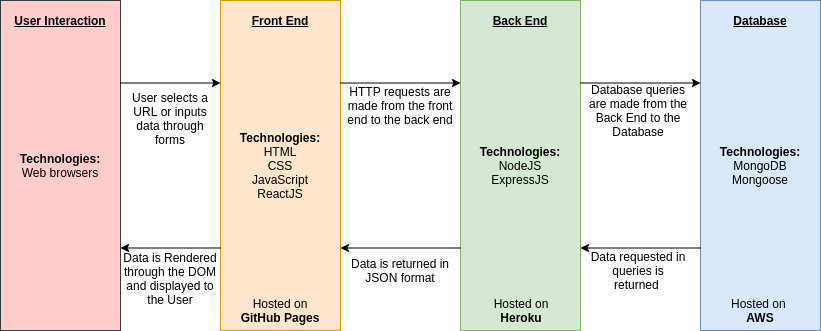 User Interaction
Technologies:
Web browsers
User selects a
URL or inputs
data through
forms
Data is Rendered
through the DOM
and displayed to
the User
Front End
Technologies:
HTML
CSS
JavaScript
ReactJS
Hosted on
GitHub Pages
HTTP requests are
made from the front
end to the back end
Data is returned in
JSON format
Back End
Technologies:
NodeJS
ExpressJS
Hosted on
Heroku
Database queries
are made from the
Back End to the
Database
Data requested in
queries is
returned
Database
Technologies:
MongoDB
Mongoose
Hosted on
AWS